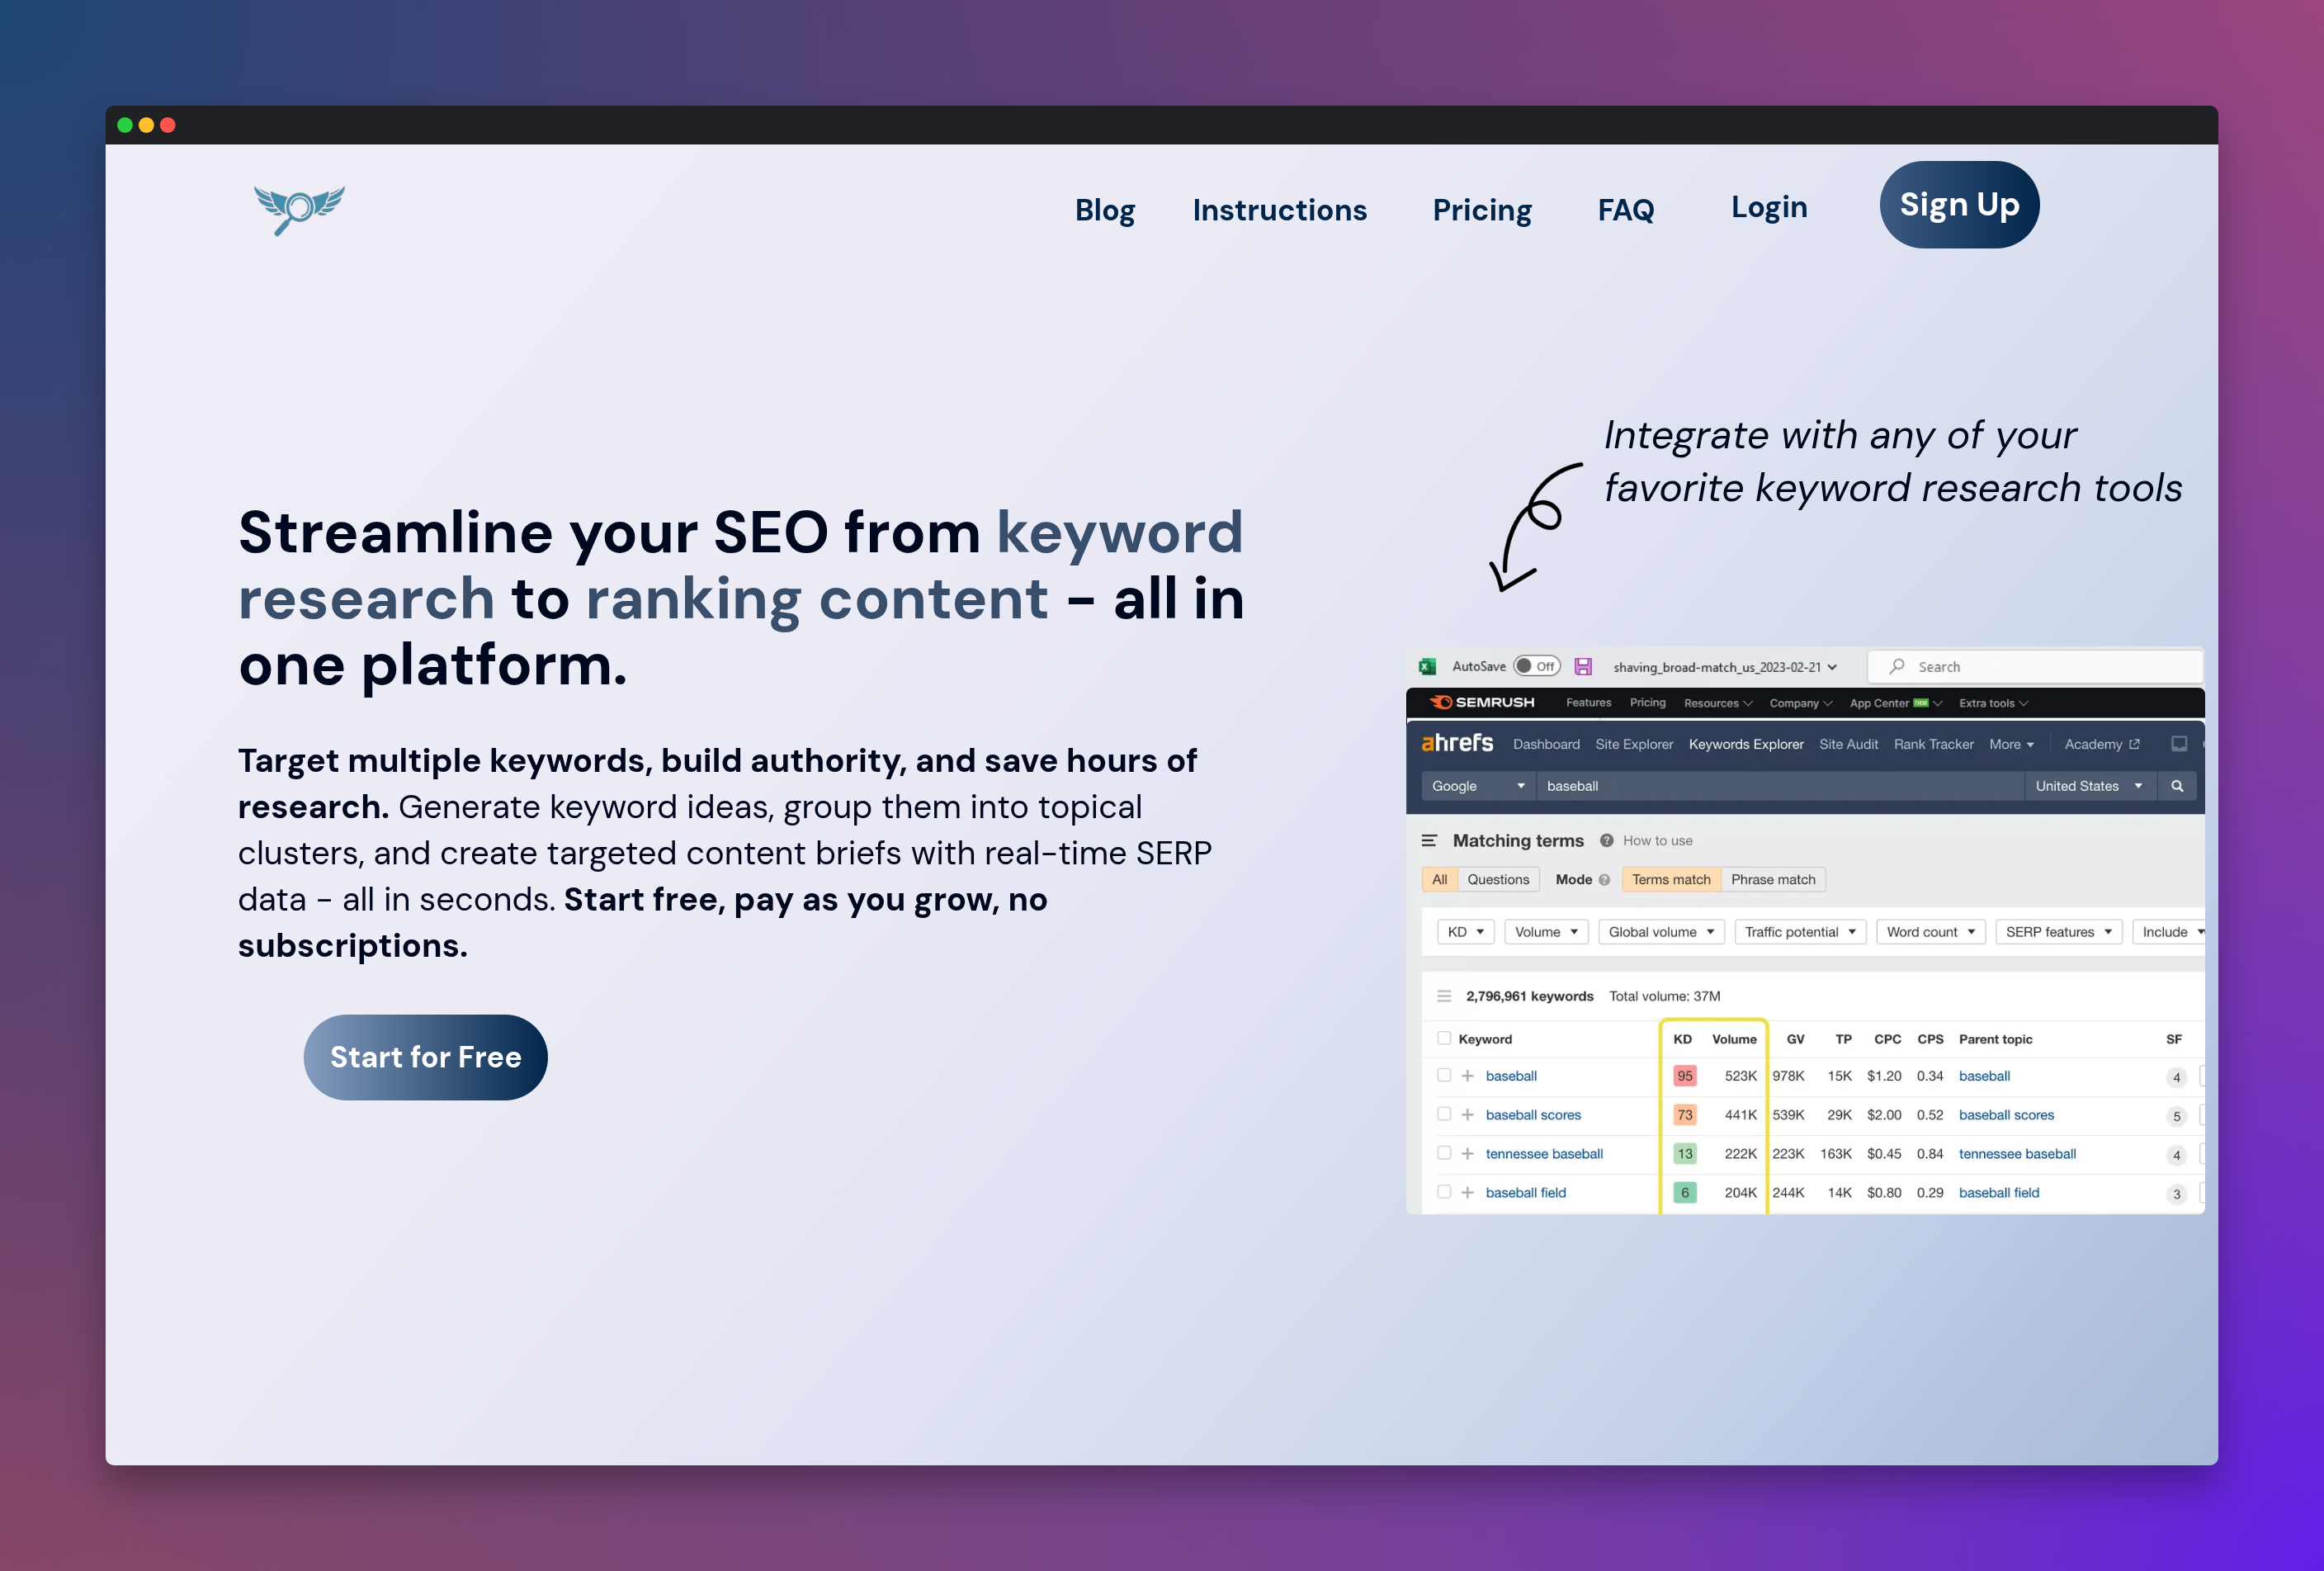 Blog Instructions Pricing FAQ Login Sign Up
Integrate with any of your
favorite keyword research tools
Streamline your SEO from keyword
research to ranking content - all in
one platform.
Target multiple keywords, build authority, and save hours of
research. Generate keyword ideas, group them into topical
clusters, and create targeted content briefs with real-time SERP
data - all in seconds. Start free, pay as you grow, no
subscriptions.
Start for Free
AutoSave Off shaving_broad-match_us_2023-02-21 Search
SEMRUSH Features Pricing Resources Company App Center new Extra tools
ahrefs Dashboard Site Explorer Keywords Explorer Site Audit Rank Tracker More Academy
Google baseball United States
Matching terms ? How to use
All Questions Mode ? Terms match Phrase match
KD Volume Global volume Traffic potential Word count SERP features Include
2,796,961 keywords Total volume: 37M
Keyword KD Volume GV TP CPC CPS Parent topic SF
baseball 95 523K 978K 15K $1.20 0.34 baseball 4
baseball scores 73 441K 539K 29K $2.00 0.52 baseball scores 5
tennessee baseball 13 222K 223K 163K $0.45 0.84 tennessee baseball 4
baseball field 6 204K 244K 14K $0.80 0.29 baseball field 3